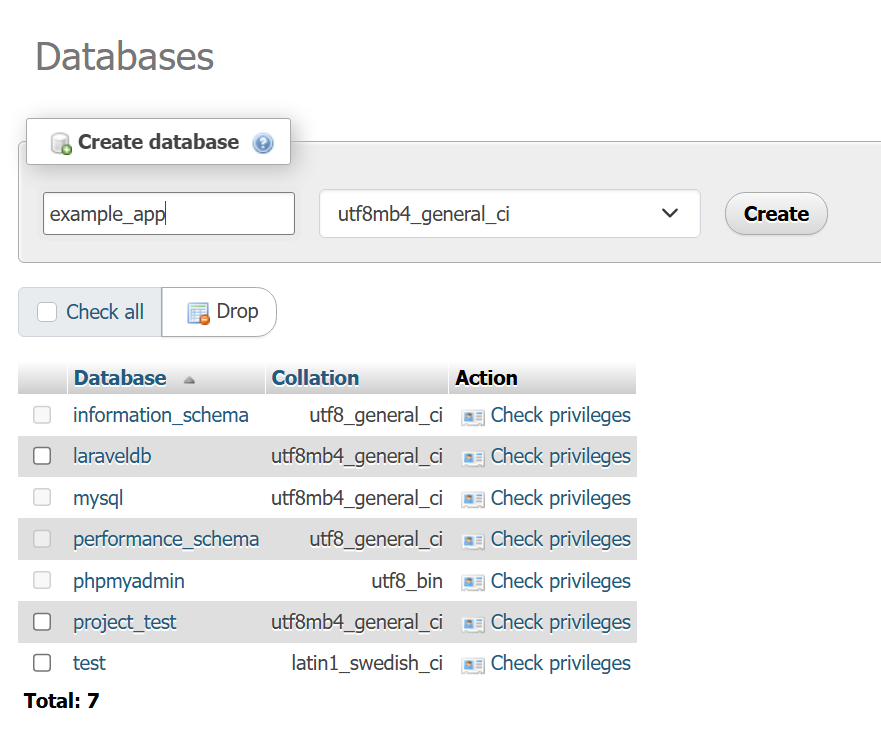 Databases
Create database
example_app utf8mb4_general_ci Create
Check all Drop
Database Collation Action
information_schema utf8_general_ci Check privileges
laraveldb utf8mb4_general_ci Check privileges
mysql utf8mb4_general_ci Check privileges
performance_schema utf8_general_ci Check privileges
phpmyadmin utf8_bin Check privileges
project_test utf8mb4_general_ci Check privileges
test latin1_swedish_ci Check privileges
Total: 7